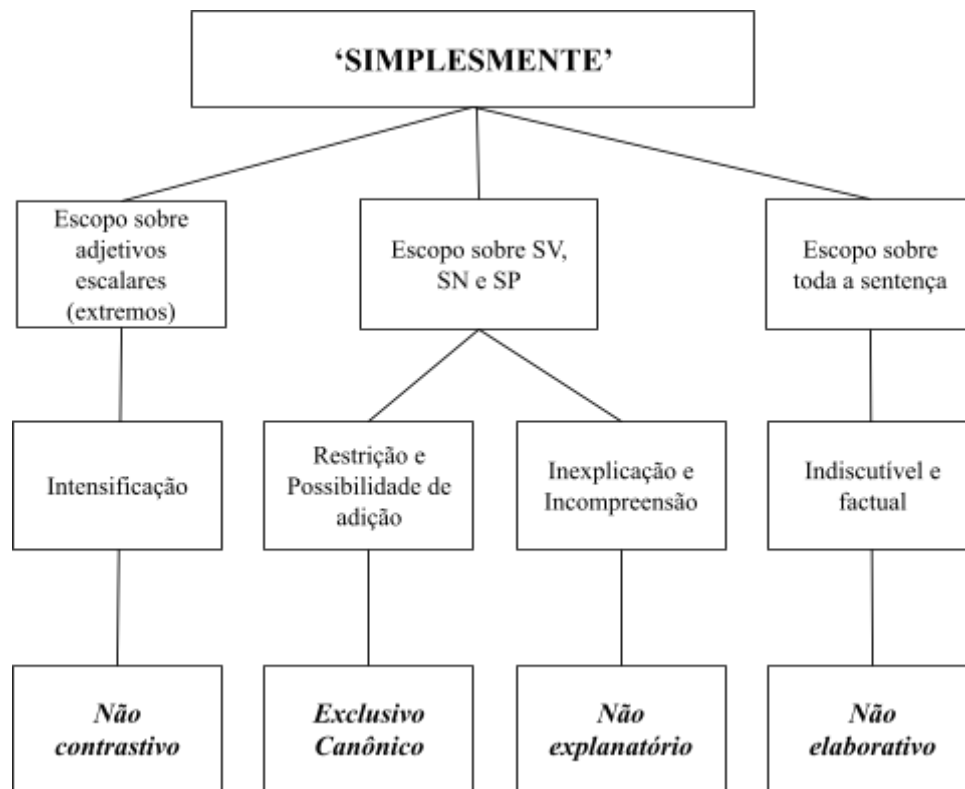 ‘SIMPLESMENTE’
Escopo sobre
adjetivos
escalares
(extremos)
Escopo sobre SV,
SN e SP
Escopo sobre
toda a sentença
Intensificação
Restrição e
Possibilidade de
adição
Inexplicação e
Incompreensão
Indiscutível e
factual
Não
contrastivo
Exclusivo
Canônico
Não
explanatório
Não
elaborativo